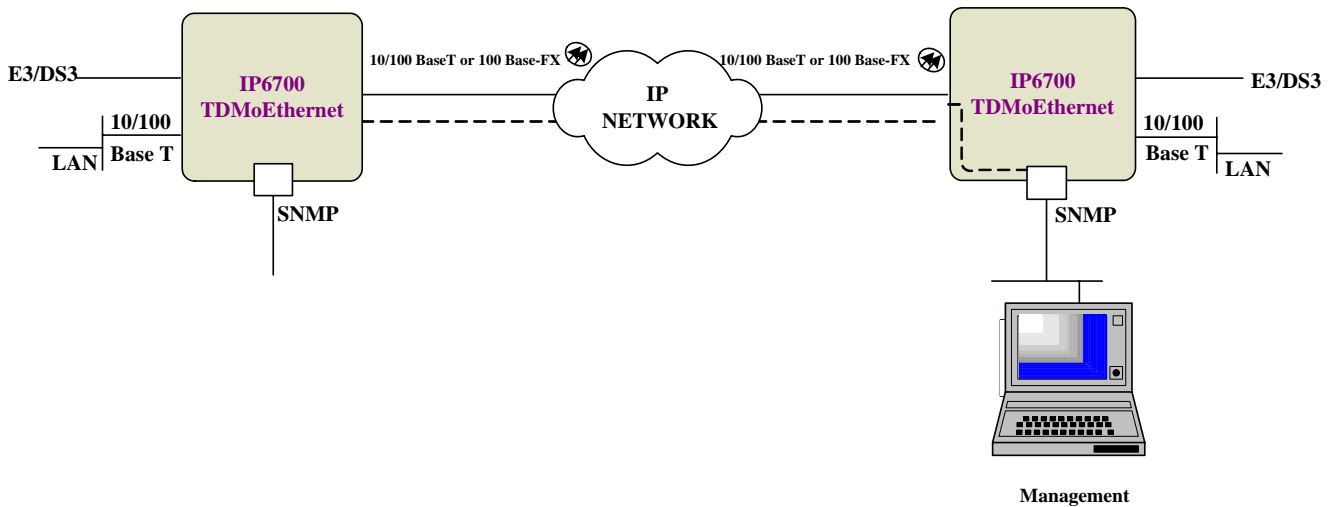 E3/DS3
10/100
Base T
LAN
IP6700
TDMoEthernet
SNMP
10/100 BaseT or 100 Base-FX
IP
NETWORK
10/100 BaseT or 100 Base-FX
IP6700
TDMoEthernet
SNMP
E3/DS3
10/100
Base T
LAN
Management